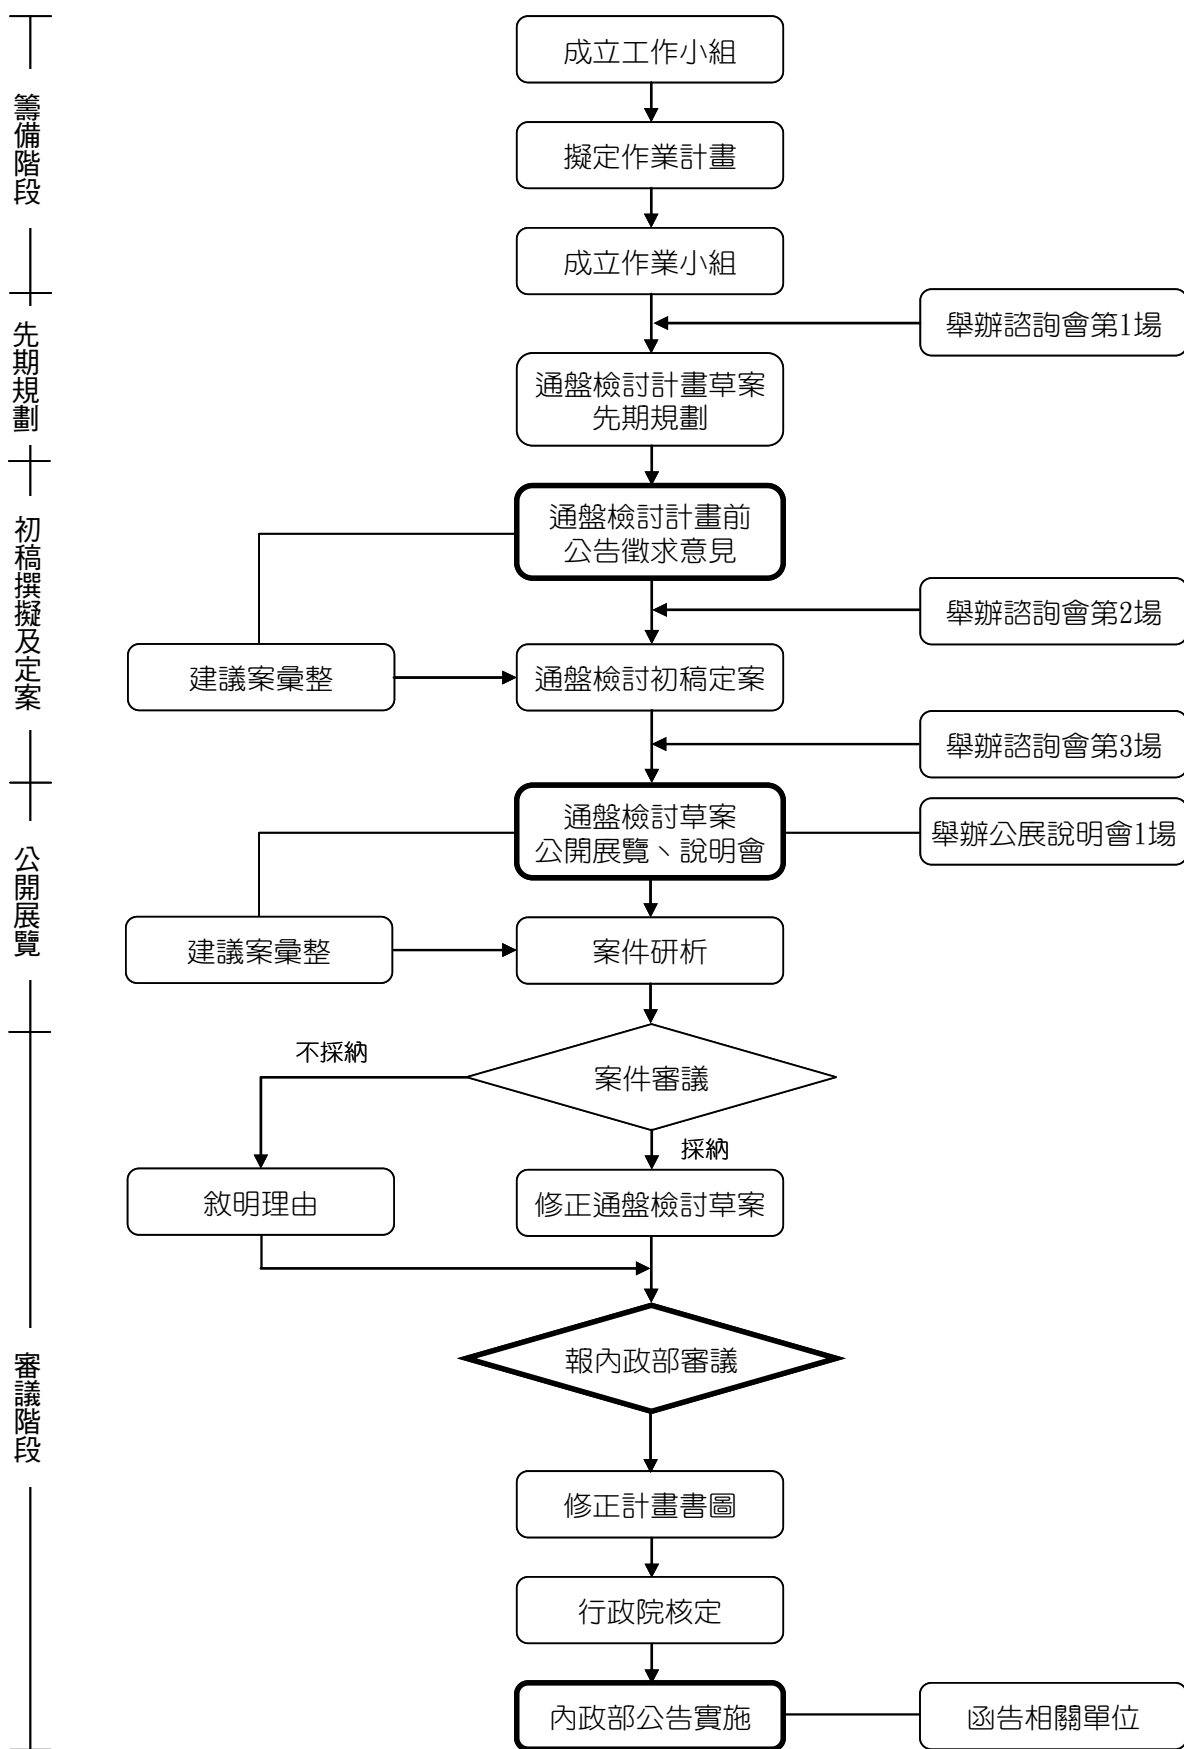 籌備階段
成立工作小組
擬定作業計畫
成立作業小組
先期規劃
舉辦諮詢會第1場
通盤檢討計畫草案
先期規劃
初稿撰擬及定案
通盤檢討計畫前
公告徵求意見
舉辦諮詢會第2場
建議案彙整
通盤檢討初稿定案
舉辦諮詢會第3場
公開展覽
通盤檢討草案
公開展覽、說明會
舉辦公展說明會1場
建議案彙整
案件研析
審議階段
不採納
案件審議
採納
敘明理由
修正通盤檢討草案
報內政部審議
修正計畫書圖
行政院核定
內政部公告實施
函告相關單位